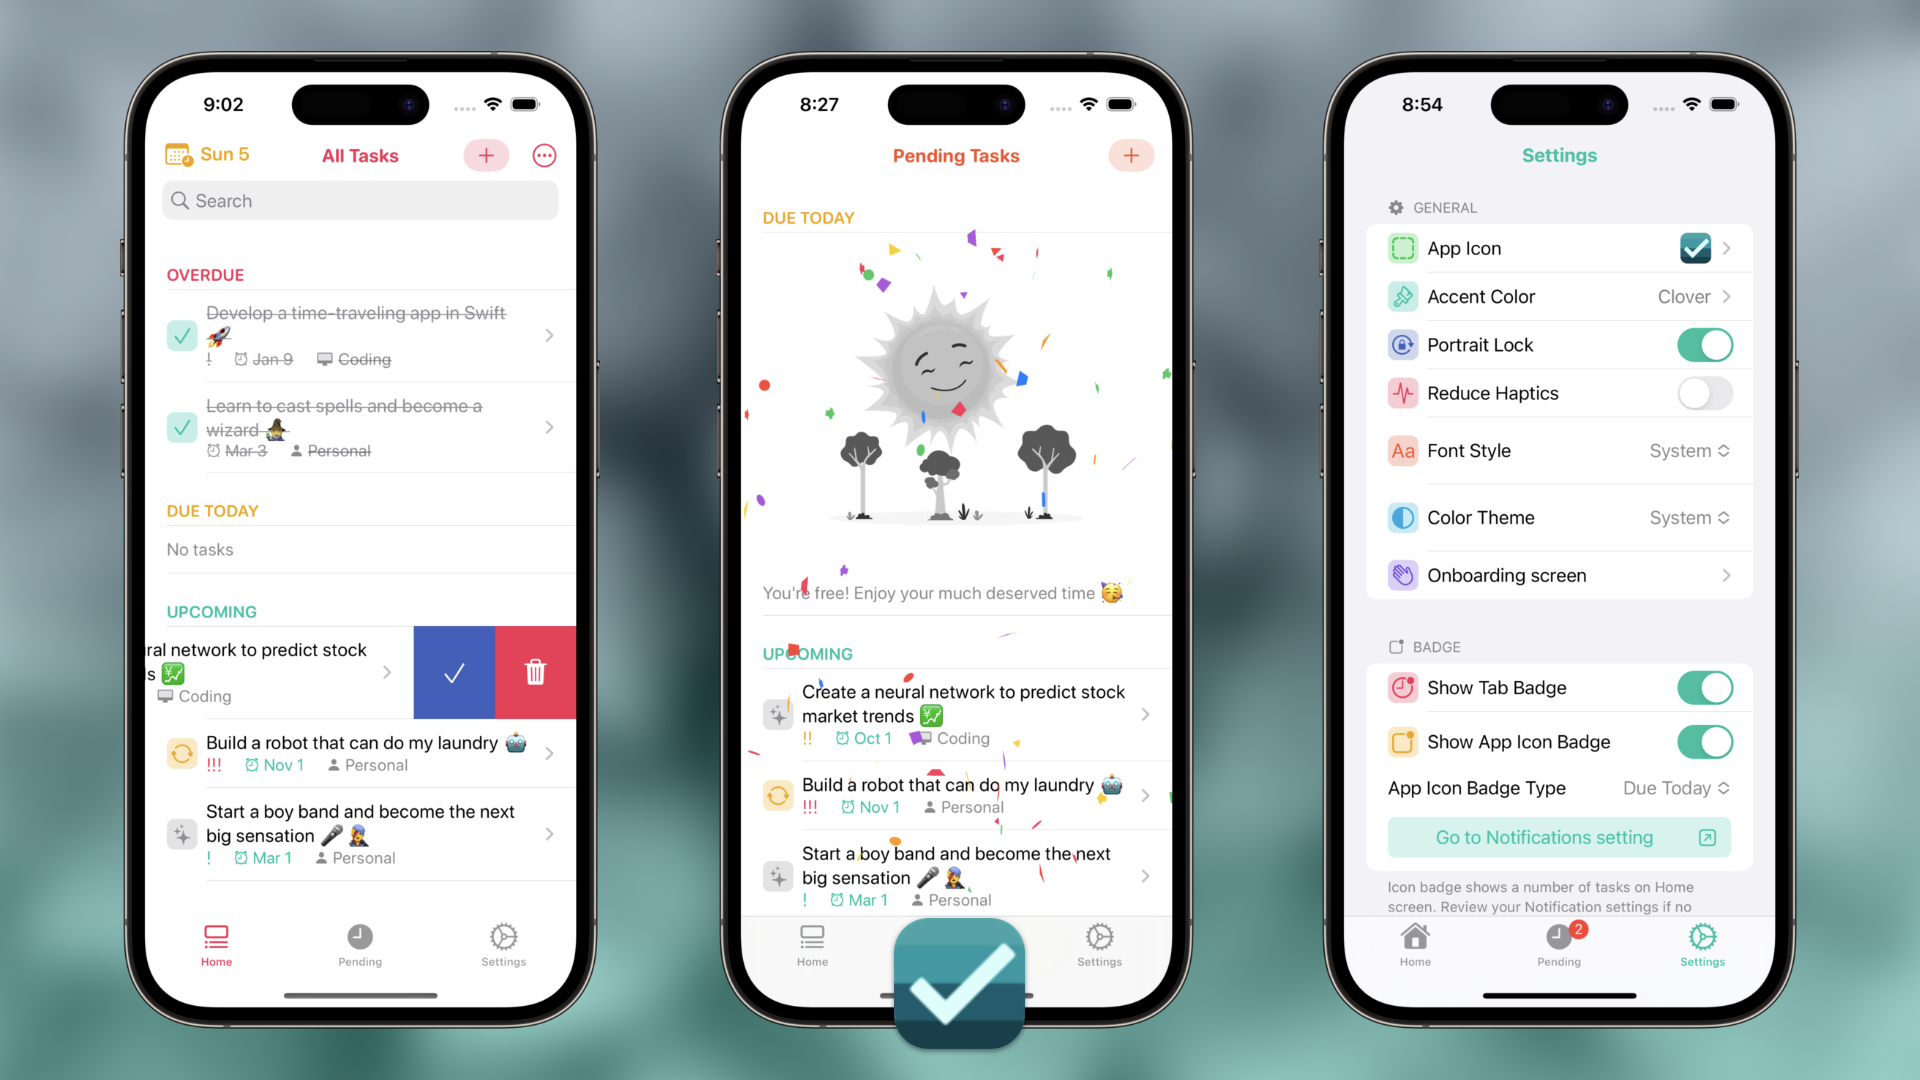 9:02
Sun 5
All Tasks
Search
OVERDUE
Develop a time-traveling app in Swift
🚀
! Jan 9 Coding
Learn to cast spells and become a
wizard
Mar 3 Personal
DUE TODAY
No tasks
UPCOMING
ral network to predict stock
s 💹
Coding
Build a robot that can do my laundry 🤖
!!! Nov 1 Personal
Start a boy band and become the next
big sensation 🎤
! Mar 1 Personal
Home
Pending
Settings
8:27
Pending Tasks
DUE TODAY
You're free! Enjoy your much deserved time 🥳
UPCOMING
Create a neural network to predict stock
market trends 💹
!! Oct 1 Coding
Build a robot that can do my laundry 🤖
!!! Nov 1 Personal
Start a boy band and become the next
big sensation 🎤
! Mar 1 Personal
Home
Settings
8:54
Settings
GENERAL
App Icon
Accent Color Clover
Portrait Lock
Reduce Haptics
Aa Font Style System
Color Theme System
Onboarding screen
BADGE
Show Tab Badge
Show App Icon Badge
App Icon Badge Type Due Today
Go to Notifications setting
Icon badge shows a number of tasks on Home
screen. Review your Notification settings if no
Home
2
Pending
Settings